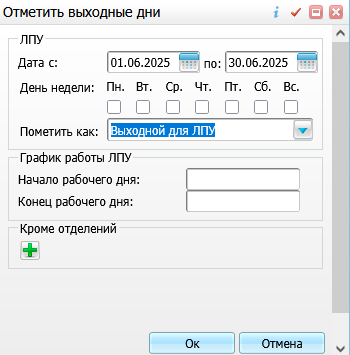 Отметить выходные дни
ЛПУ
Дата с: 01.06.2025 по: 30.06.2025
День недели: Пн. Вт. Ср. Чт. Пт. Сб. Вс.
Пометить как: Выходной для ЛПУ
График работы ЛПУ
Начало рабочего дня:
Конец рабочего дня:
Кроме отделений
Ок Отмена